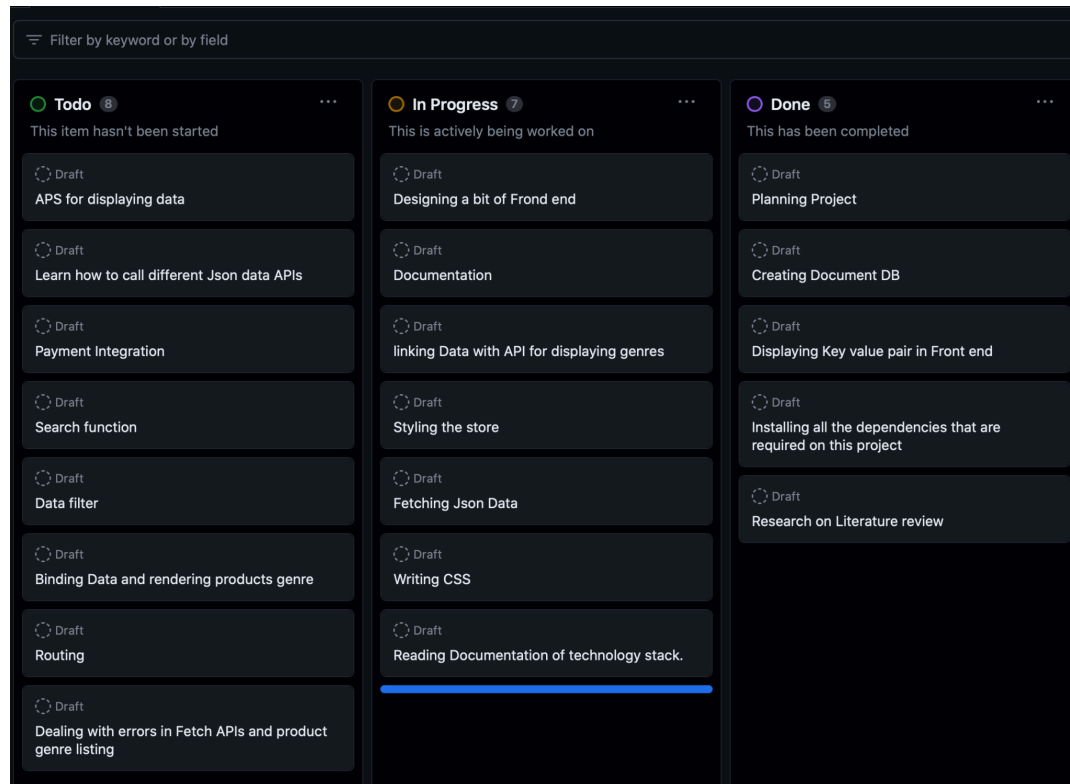 Filter by keyword or by field
Todo 8
This item hasn't been started
Draft
APS for displaying data
Draft
Learn how to call different Json data APIs
Draft
Payment Integration
Draft
Search function
Draft
Data filter
Draft
Binding Data and rendering products genre
Draft
Routing
Draft
Dealing with errors in Fetch APIs and product
genre listing
In Progress 7
This is actively being worked on
Draft
Designing a bit of Frond end
Draft
Documentation
Draft
linking Data with API for displaying genres
Draft
Styling the store
Draft
Fetching Json Data
Draft
Writing CSS
Draft
Reading Documentation of technology stack.
Done 5
This has been completed
Draft
Planning Project
Draft
Creating Document DB
Draft
Displaying Key value pair in Front end
Draft
Installing all the dependencies that are
required on this project
Draft
Research on Literature review